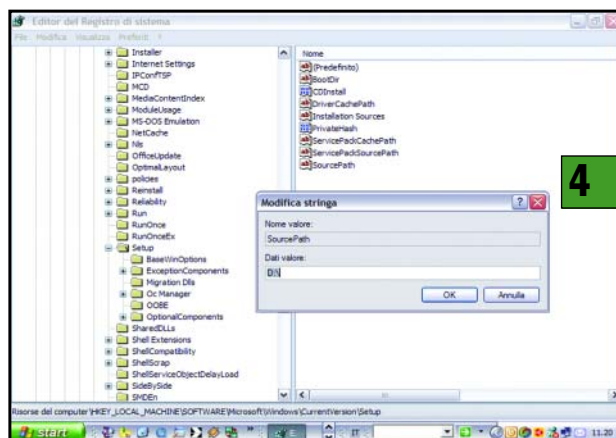 Editor del Registro di sistema
File Modifica Visualizza Preferiti ?
Installer
Internet Settings
IPConfTSP
MCD
MediaContentIndex
ModuleUsage
MS-DOS Emulation
NetCache
Nls
OfficeUpdate
OptimalLayout
policies
Reinstall
Reliability
Run
RunOnce
RunOnceEx
Setup
BaseWinOptions
ExceptionComponents
Migration Dlls
Oc Manager
OOBE
OptionalComponents
SharedDLLs
Shell Extensions
ShellCompatibility
ShellScrap
ShellServiceObjectDelayLoad
SideBySide
SMDEn
Nome
(Predefinito)
BootDir
CDInstall
DriverCachePath
Installation Sources
PrivateHash
ServicePackCachePath
ServicePackSourcePath
SourcePath
4
Modifica stringa
Nome valore:
SourcePath
Dati valore:
D:\
OK Annulla
Risorse del computer\HKEY_LOCAL_MACHINE\SOFTWARE\Microsoft\Windows\CurrentVersion\Setup
start
IT
11.20